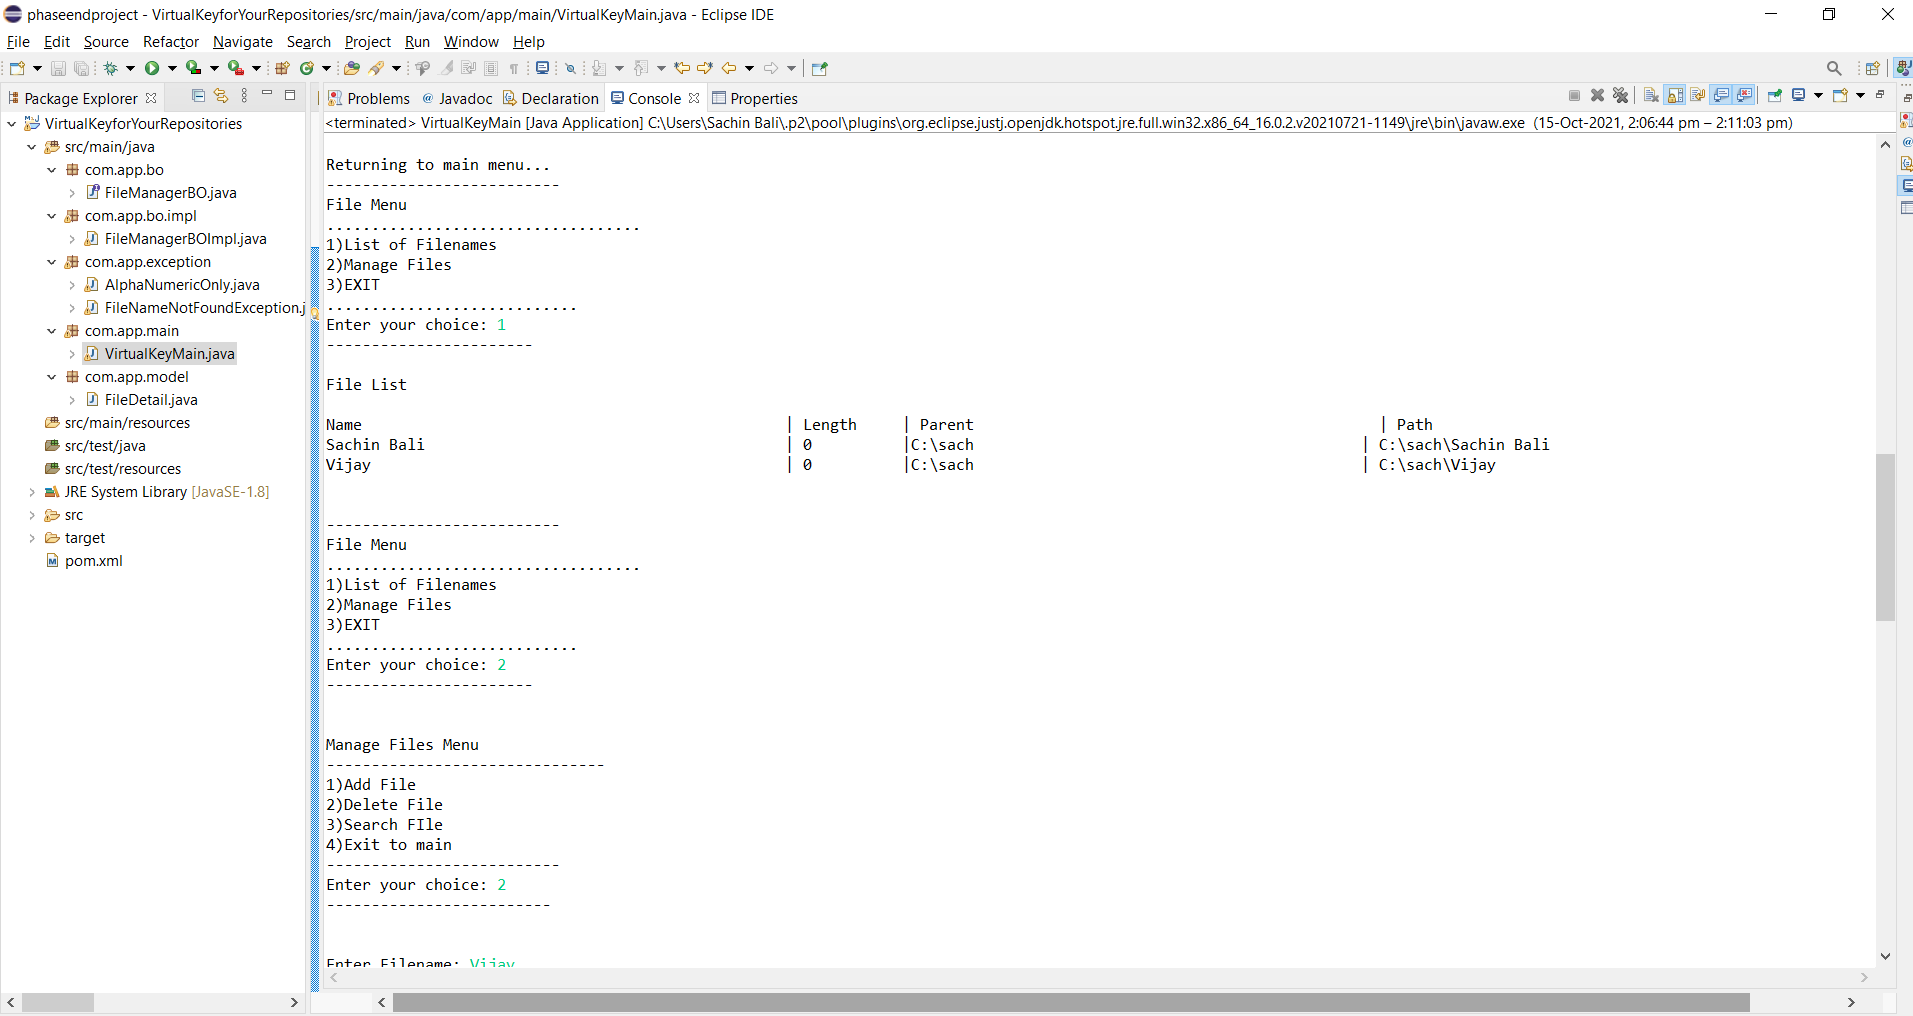 phaseendproject - VirtualKeyforYourRepositories/src/main/java/com/app/main/VirtualKeyMain.java - Eclipse IDE
File Edit Source Refactor Navigate Search Project Run Window Help
Package Explorer
VirtualKeyforYourRepositories
src/main/java
com.app.bo
FileManagerBO.java
com.app.bo.impl
FileManagerBOImpl.java
com.app.exception
AlphaNumericOnly.java
FileNameNotFoundException.j
com.app.main
VirtualKeyMain.java
com.app.model
FileDetail.java
src/main/resources
src/test/java
src/test/resources
JRE System Library [JavaSE-1.8]
src
target
pom.xml
Problems @ Javadoc Declaration Console Properties
<terminated> VirtualKeyMain [Java Application] C:\Users\Sachin Bali\.p2\pool\plugins\org.eclipse.justj.openjdk.hotspot.jre.full.win32.x86_64_16.0.2.v20210721-1149\jre\bin\javaw.exe (15-Oct-2021, 2:06:44 pm – 2:11:03 pm)
Returning to main menu...
--------------------------
File Menu
...................................
1)List of Filenames
2)Manage Files
3)EXIT
............................
Enter your choice: 1
-----------------------
File List
Name | Length | Parent | Path
Sachin Bali | 0 |C:\sach | C:\sach\Sachin Bali
Vijay | 0 |C:\sach | C:\sach\Vijay
--------------------------
File Menu
...................................
1)List of Filenames
2)Manage Files
3)EXIT
............................
Enter your choice: 2
-----------------------
Manage Files Menu
-------------------------------
1)Add File
2)Delete File
3)Search FIle
4)Exit to main
--------------------------
Enter your choice: 2
-------------------------
Enter Filename: Vijay